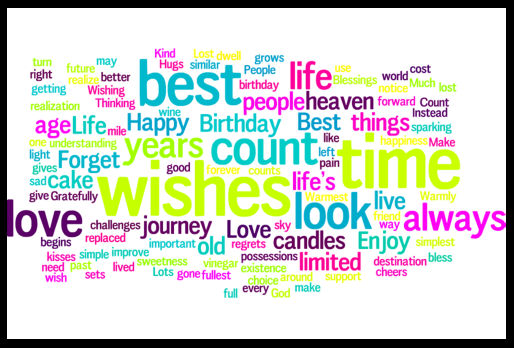 turn future may Kind Hugs Lost dwell similar grows People use world cost
right realize better best life Blessings notice Much lost
getting Wishing Thinking birthday people heaven forward Count Instead
realization wine
age Life mile Happy Birthday Best things like sparking
one understanding years count left happiness Make
light Forget good pain time
gives cake forever counts
sad wishes life's Warmest live Warmly
give Gratefully look friend
love challenges journey Love sky way always
begins replaced important old regrets candles Enjoy simplest
kisses simple improve possessions limited destination bless
need past lived sweetness vinegar existence cheers
wish sets Lots gone fullest choice around support
full every God make